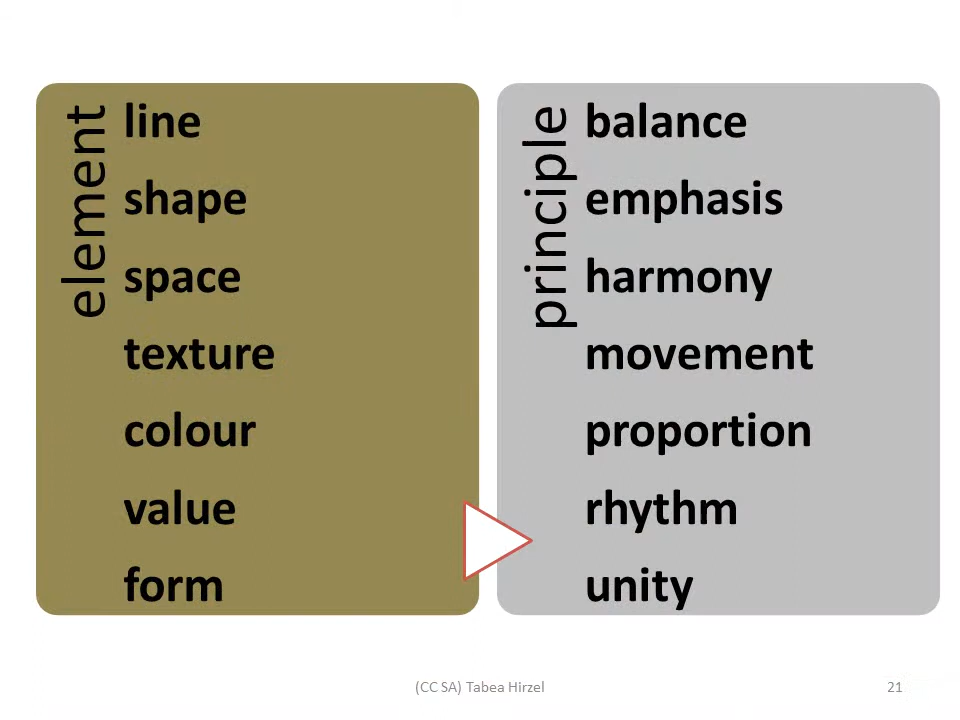 element
line
shape
space
texture
colour
value
form
principle
balance
emphasis
harmony
movement
proportion
rhythm
unity
(CC SA) Tabea Hirzel
21